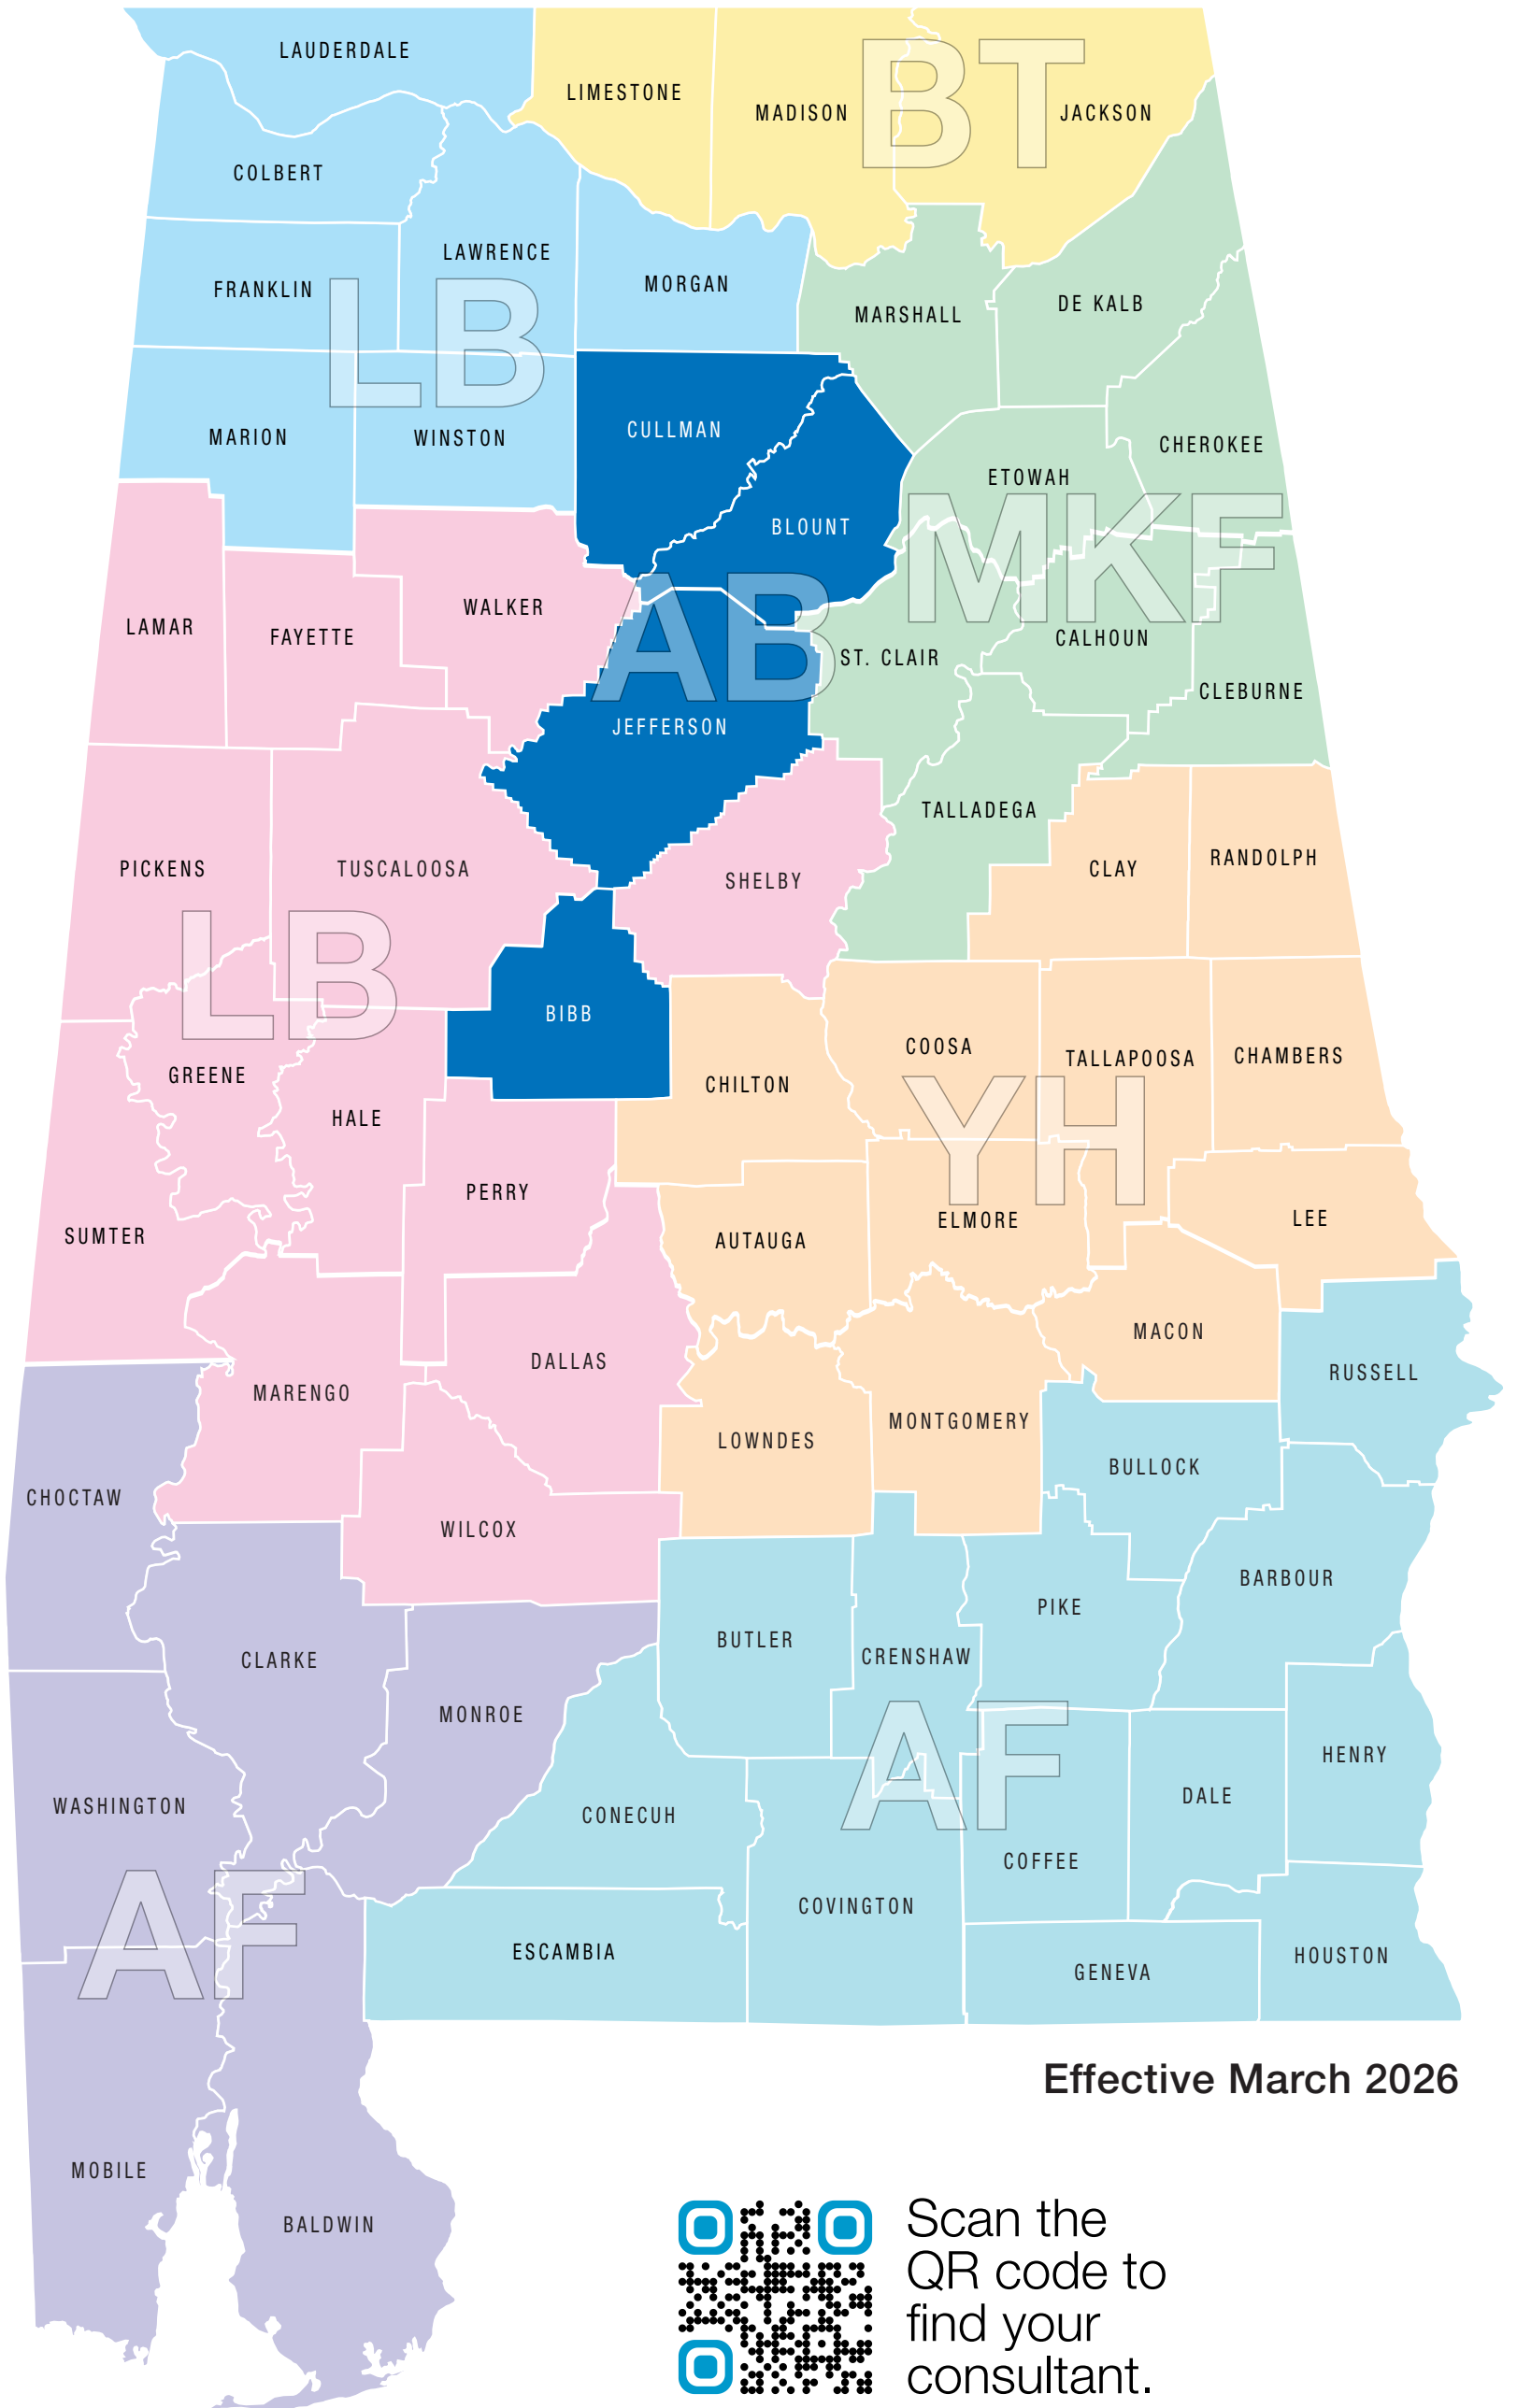 LAUDERDALE
LIMESTONE
MADISON
BT
JACKSON
COLBERT
LAWRENCE
FRANKLIN
LB
MORGAN
MARSHALL
DE KALB
MARION
WINSTON
CULLMAN
CHEROKEE
ETOWAH
BLOUNT
MKF
LAMAR
FAYETTE
WALKER
AB
ST. CLAIR
CALHOUN
CLEBURNE
JEFFERSON
TALLADEGA
PICKENS
TUSCALOOSA
SHELBY
CLAY
RANDOLPH
LB
BIBB
GREENE
HALE
CHILTON
COOSA
TALLAPOOSA
CHAMBERS
YH
PERRY
SUMTER
AUTAUGA
ELMORE
LEE
MACON
DALLAS
MARENGO
RUSSELL
LOWNDES
MONTGOMERY
BULLOCK
CHOCTAW
WILCOX
BARBOUR
PIKE
BUTLER
CRENSHAW
CLARKE
MONROE
AF
HENRY
DALE
WASHINGTON
CONECUH
COFFEE
COVINGTON
AF
ESCAMBIA
GENEVA
HOUSTON
Effective March 2026
MOBILE
BALDWIN
Scan the
QR code to
find your
consultant.